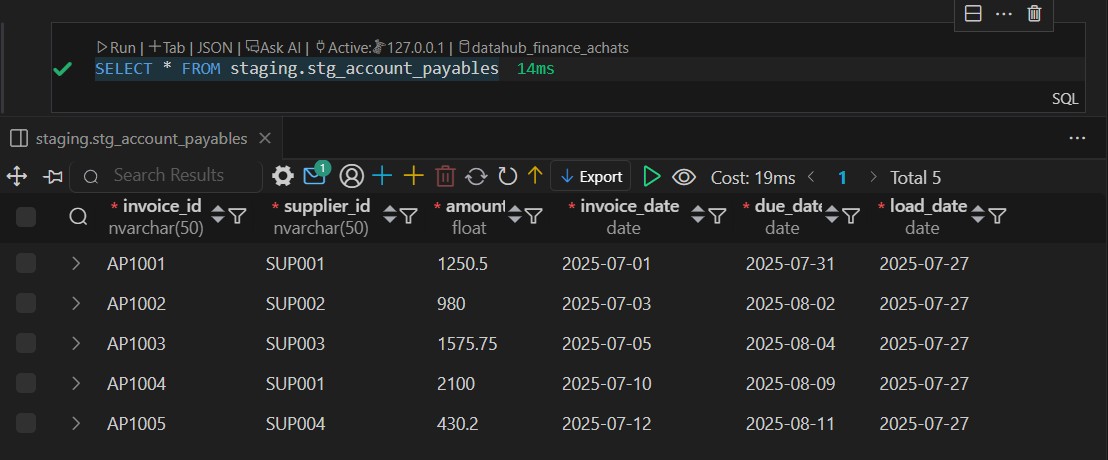 Run | +Tab | JSON | Ask AI | Active: 127.0.0.1 | datahub_finance_achats
SELECT * FROM staging.stg_account_payables 14ms
SQL
staging.stg_account_payables
Search Results 1 Export Cost: 19ms 1 Total 5
* invoice_id * supplier_id * amount * invoice_date * due_date * load_date
nvarchar(50) nvarchar(50) float date date date
AP1001 SUP001 1250.5 2025-07-01 2025-07-31 2025-07-27
AP1002 SUP002 980 2025-07-03 2025-08-02 2025-07-27
AP1003 SUP003 1575.75 2025-07-05 2025-08-04 2025-07-27
AP1004 SUP001 2100 2025-07-10 2025-08-09 2025-07-27
AP1005 SUP004 430.2 2025-07-12 2025-08-11 2025-07-27